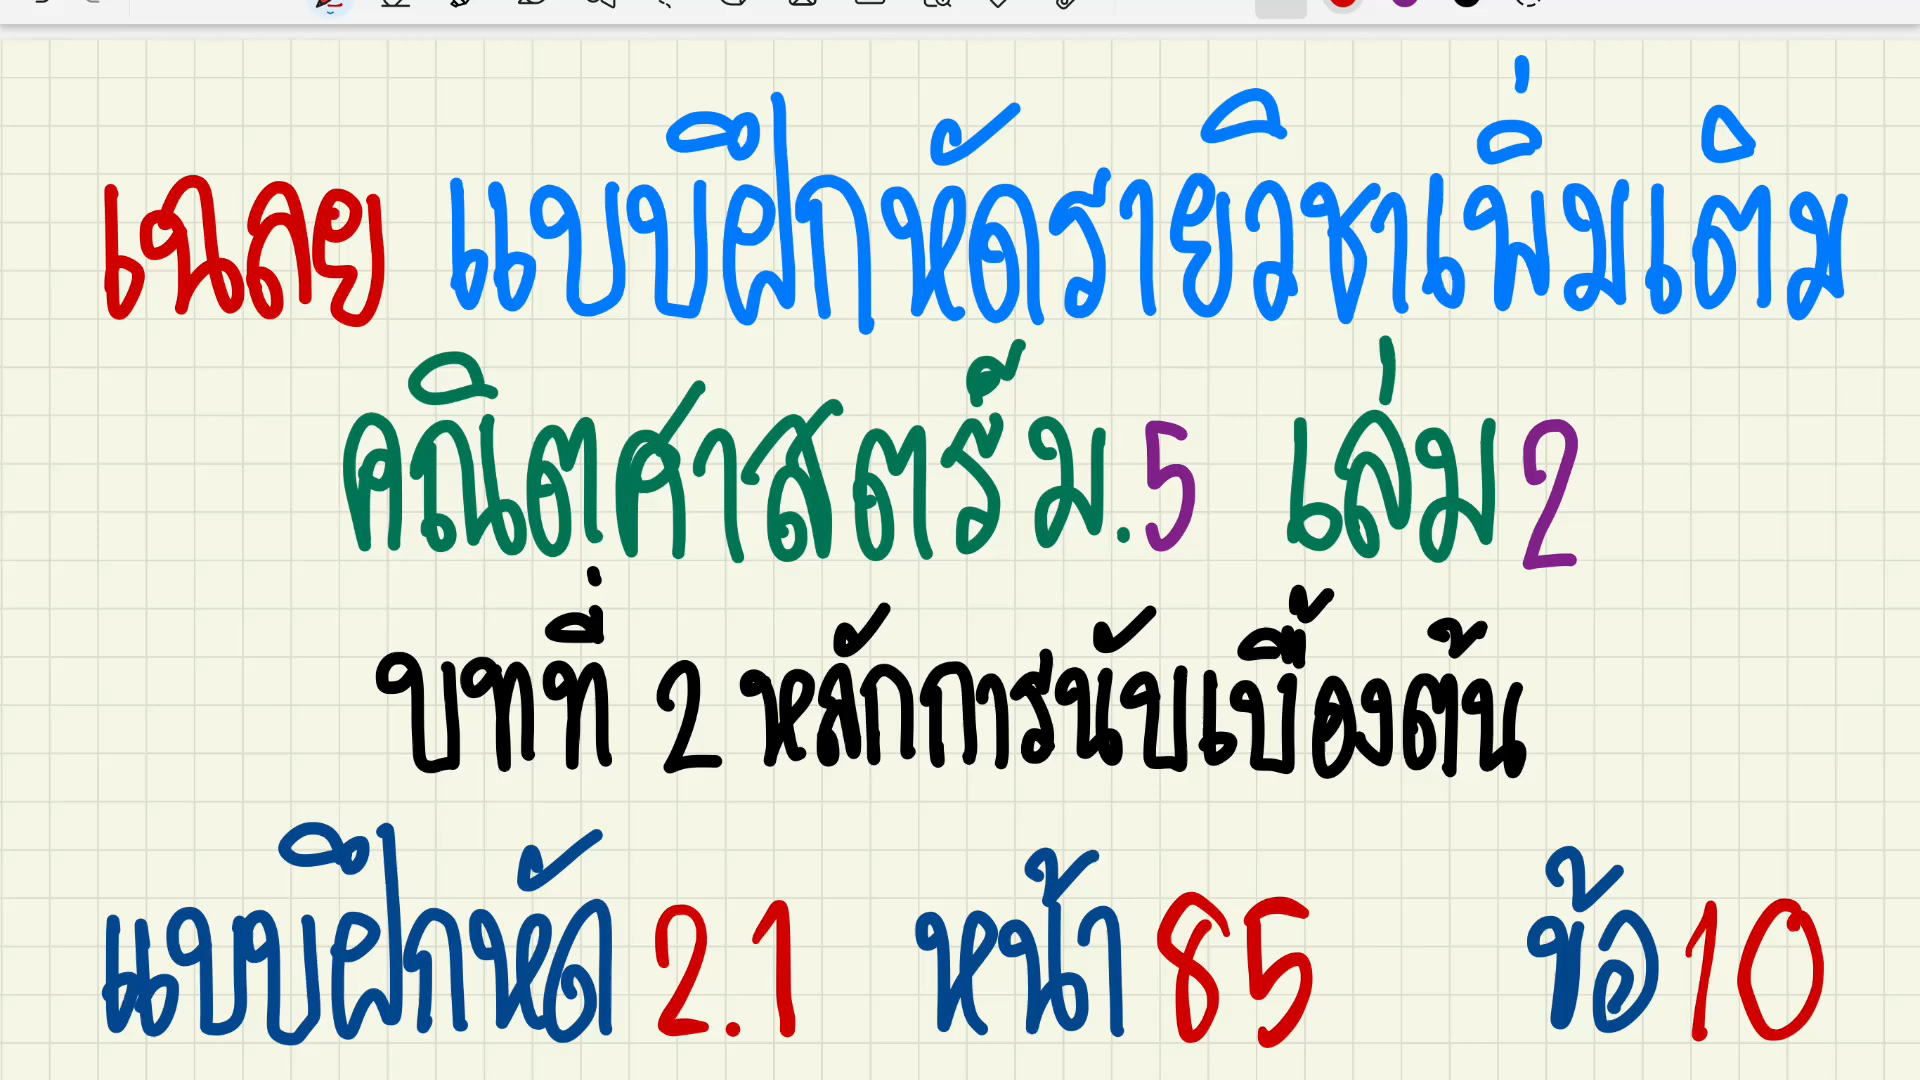 เฉลย แบบฝึกหัดรายวิชาเพิ่มเติม
คณิตศาสตร์ ม.5 เล่ม 2
บทที่ 2 หลักการนับเบื้องต้น
แบบฝึกหัด 2.1 หน้า 85 ข้อ 10